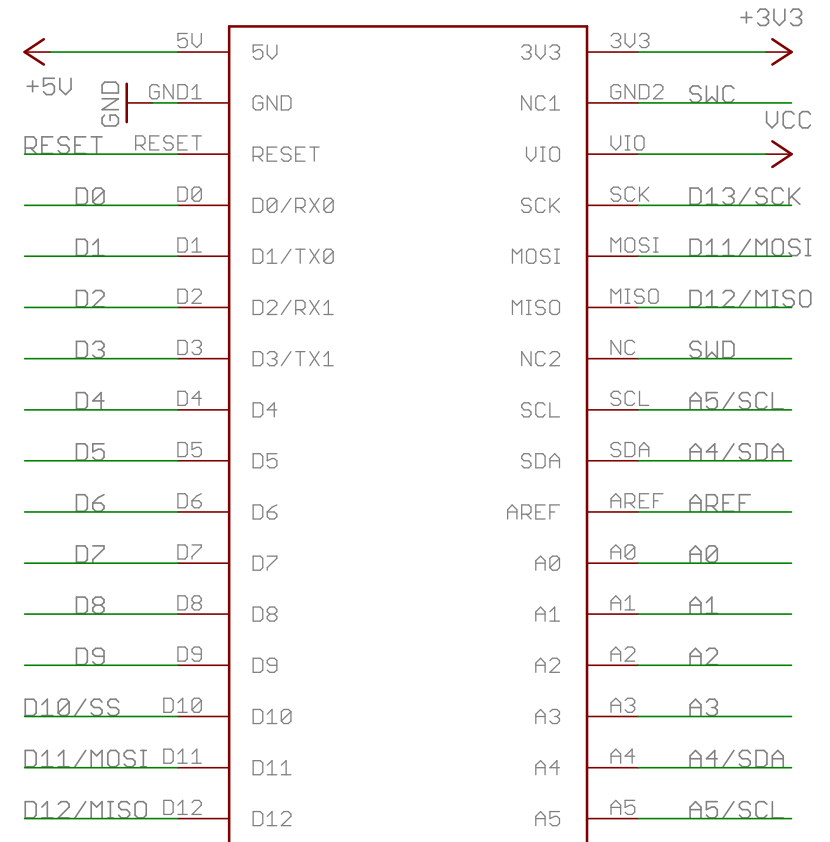 +3V3
5V 5V 3V3 3V3
+5V GND GND1 GND NC1 GND2 SWC
VCC
RESET RESET RESET VIO VIO
D0 D0 D0/RX0 SCK SCK D13/SCK
D1 D1 D1/TX0 MOSI MOSI D11/MOSI
D2 D2 D2/RX1 MISO MISO D12/MISO
D3 D3 D3/TX1 NC2 NC SWD
D4 D4 D4 SCL SCL A5/SCL
D5 D5 D5 SDA SDA A4/SDA
D6 D6 D6 AREF AREF AREF
D7 D7 D7 A0 A0 A0
D8 D8 D8 A1 A1 A1
D9 D9 D9 A2 A2 A2
D10/SS D10 D10 A3 A3 A3
D11/MOSI D11 D11 A4 A4 A4/SDA
D12/MISO D12 D12 A5 A5 A5/SCL